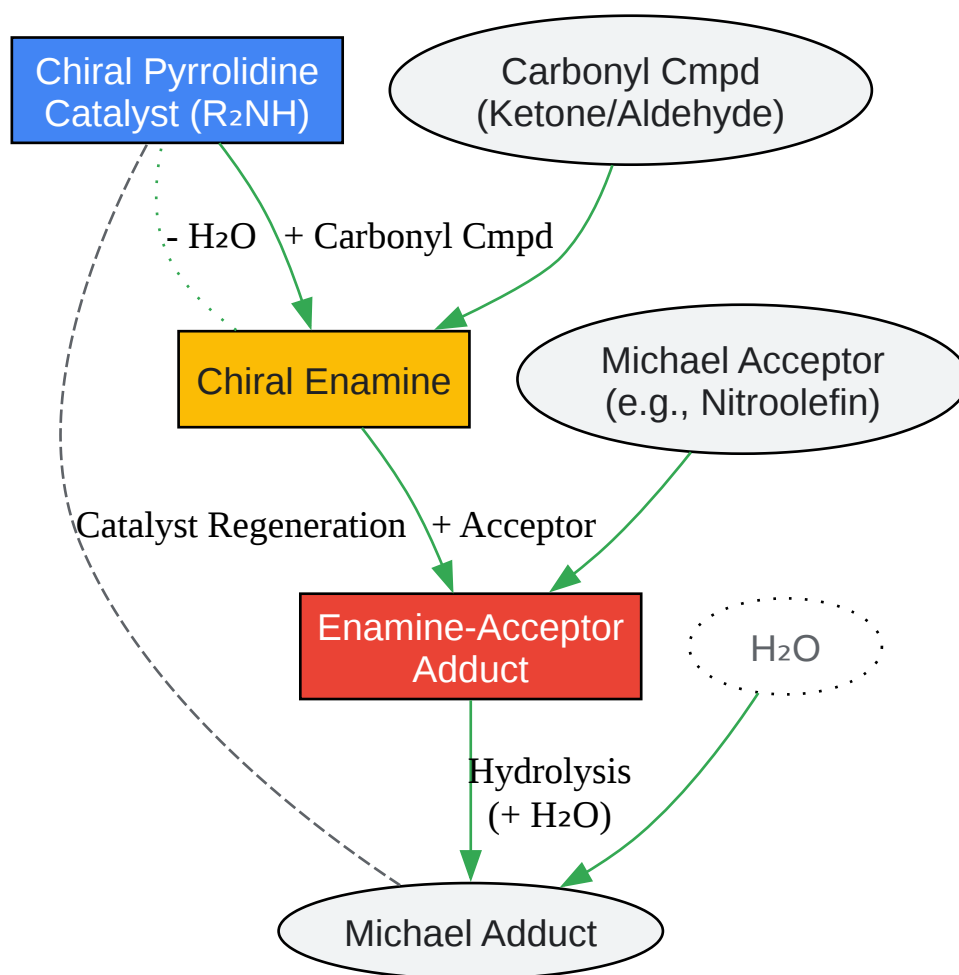 Chiral Pyrrolidine
Catalyst (R₂NH)
Carbonyl Cmpd
(Ketone/Aldehyde)
- H₂O
+ Carbonyl Cmpd
Chiral Enamine
Michael Acceptor
(e.g., Nitroolefin)
Catalyst Regeneration
+ Acceptor
Enamine-Acceptor
Adduct
H₂O
Hydrolysis
(+ H₂O)
Michael Adduct